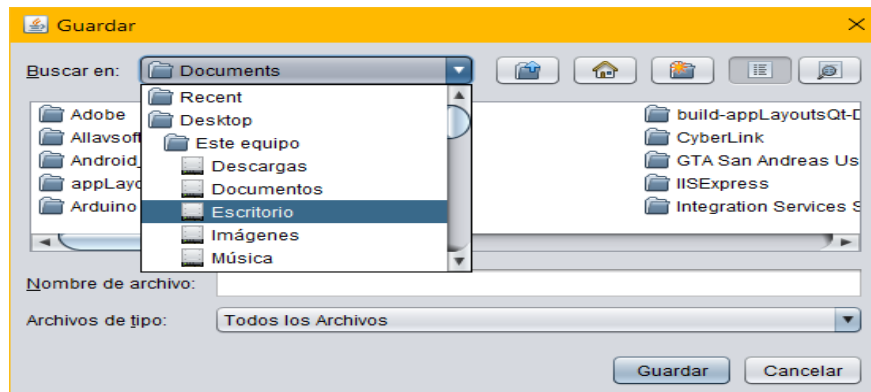 Guardar
Buscar en: Documents
Recent
Desktop
Este equipo
Descargas
Documentos
Escritorio
Imágenes
Música
Adobe
Allavsoft
Android_
appLayo
Arduino
build-appLayoutsQt-D
CyberLink
GTA San Andreas Us
IISExpress
Integration Services S
Nombre de archivo:
Archivos de tipo: Todos los Archivos
Guardar Cancelar